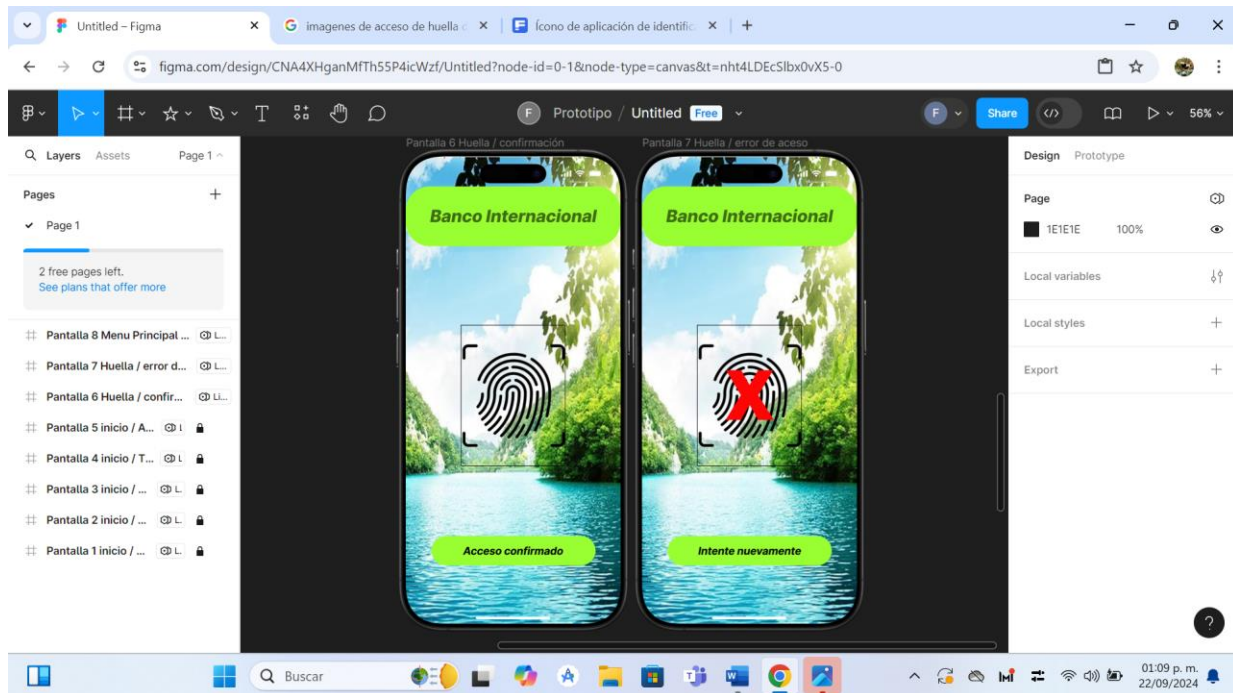 Untitled – Figma
imagenes de acceso de huella c
Ícono de aplicación de identific
figma.com/design/CNA4XHganMfTh55P4icWzf/Untitled?node-id=0-1&node-type=canvas&t=nht4LDEcSlbx0vX5-0
F Prototipo / Untitled Free
F Share 56%
Layers Assets Page 1
Pages
Page 1
2 free pages left.
See plans that offer more
Pantalla 8 Menu Principal ... L...
Pantalla 7 Huella / error d... L...
Pantalla 6 Huella / confir... Li...
Pantalla 5 inicio / A... L
Pantalla 4 inicio / T... L
Pantalla 3 inicio / ... L.
Pantalla 2 inicio / ... L.
Pantalla 1 inicio / ... L.
Pantalla 6 Huella / confirmación
Banco Internacional
Acceso confirmado
Pantalla 7 Huella / error de aceso
Banco Internacional
X
Intente nuevamente
Design Prototype
Page
1E1E1E 100%
Local variables
Local styles
Export
?
Buscar
01:09 p. m.
22/09/2024